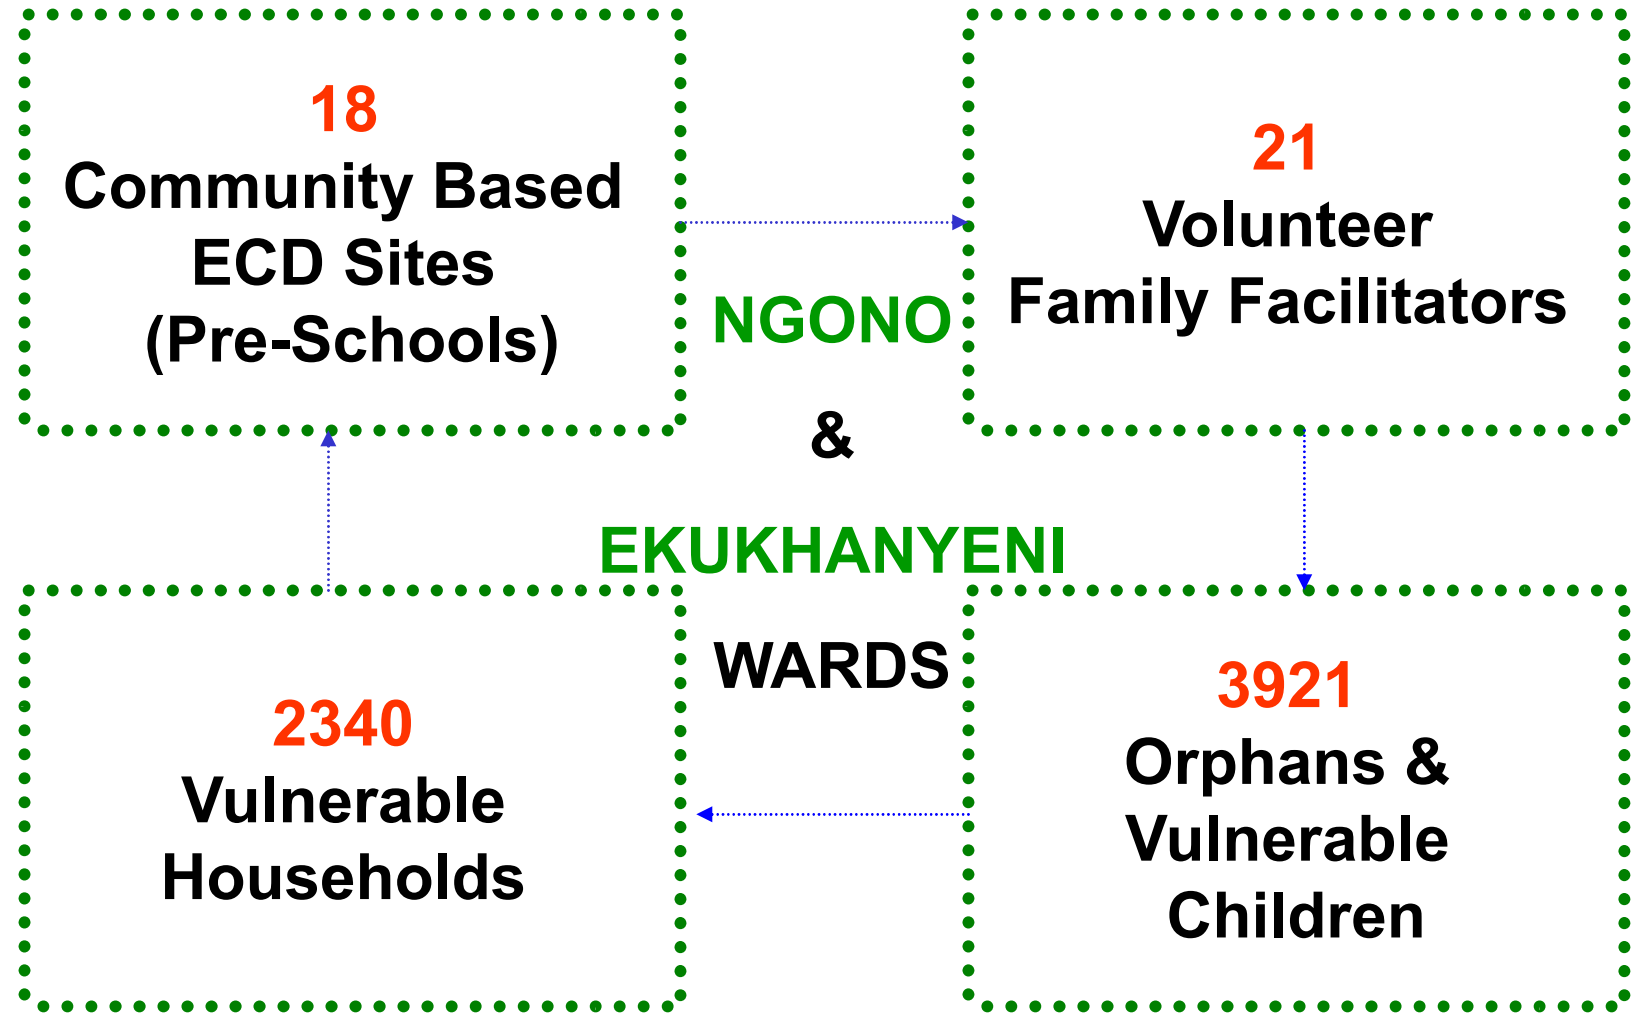 18
Community Based
ECD Sites
(Pre-Schools)
21
Volunteer
Family Facilitators
NGONO
&
EKUKHANYENI
WARDS
2340
Vulnerable
Households
3921
Orphans &
Vulnerable
Children